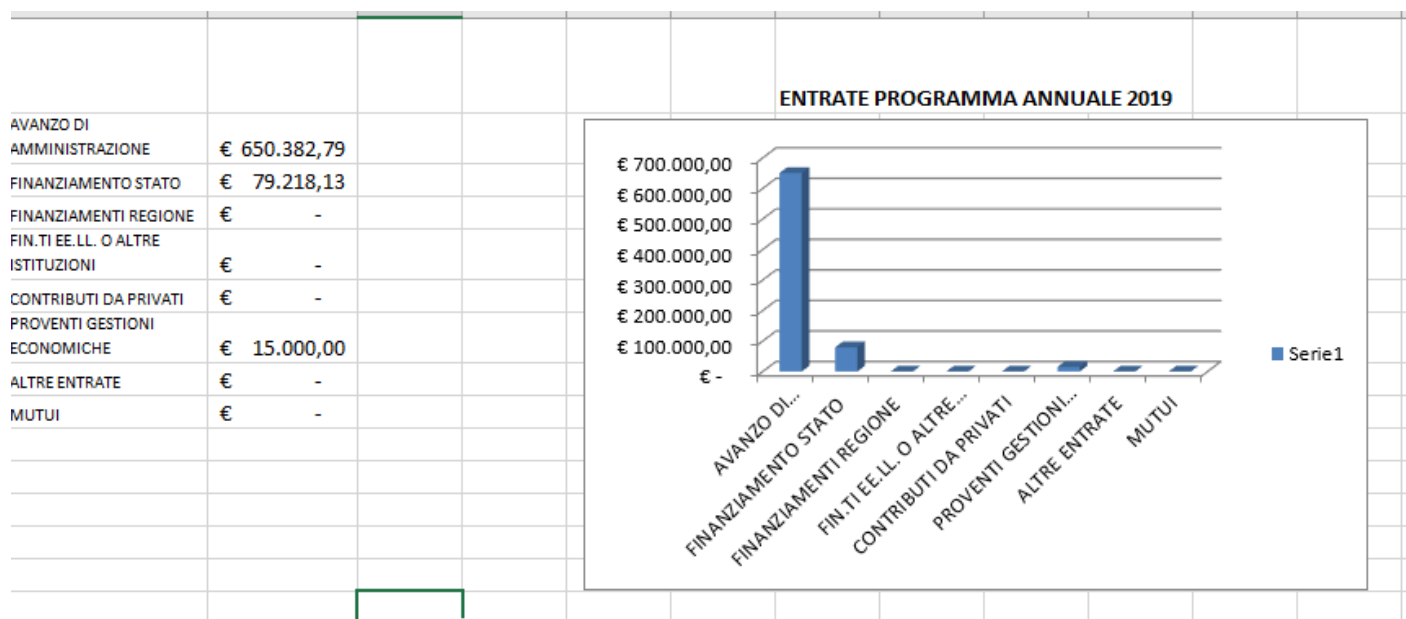 ENTRATE PROGRAMMA ANNUALE 2019
AVANZO DI
AMMINISTRAZIONE € 650.382,79
FINANZIAMENTO STATO € 79.218,13
FINANZIAMENTI REGIONE € -
FIN.TI EE.LL. O ALTRE
ISTITUZIONI € -
CONTRIBUTI DA PRIVATI € -
PROVENTI GESTIONI
ECONOMICHE € 15.000,00
ALTRE ENTRATE € -
MUTUI € -
€ 700.000,00
€ 600.000,00
€ 500.000,00
€ 400.000,00
€ 300.000,00
€ 200.000,00
€ 100.000,00
€ -
AVANZO DI...
FINANZIAMENTO STATO
FINANZIAMENTI REGIONE
FIN.TI EE.LL. O ALTRE...
CONTRIBUTI DA PRIVATI
PROVENTI GESTIONI...
ALTRE ENTRATE
MUTUI
Serie1